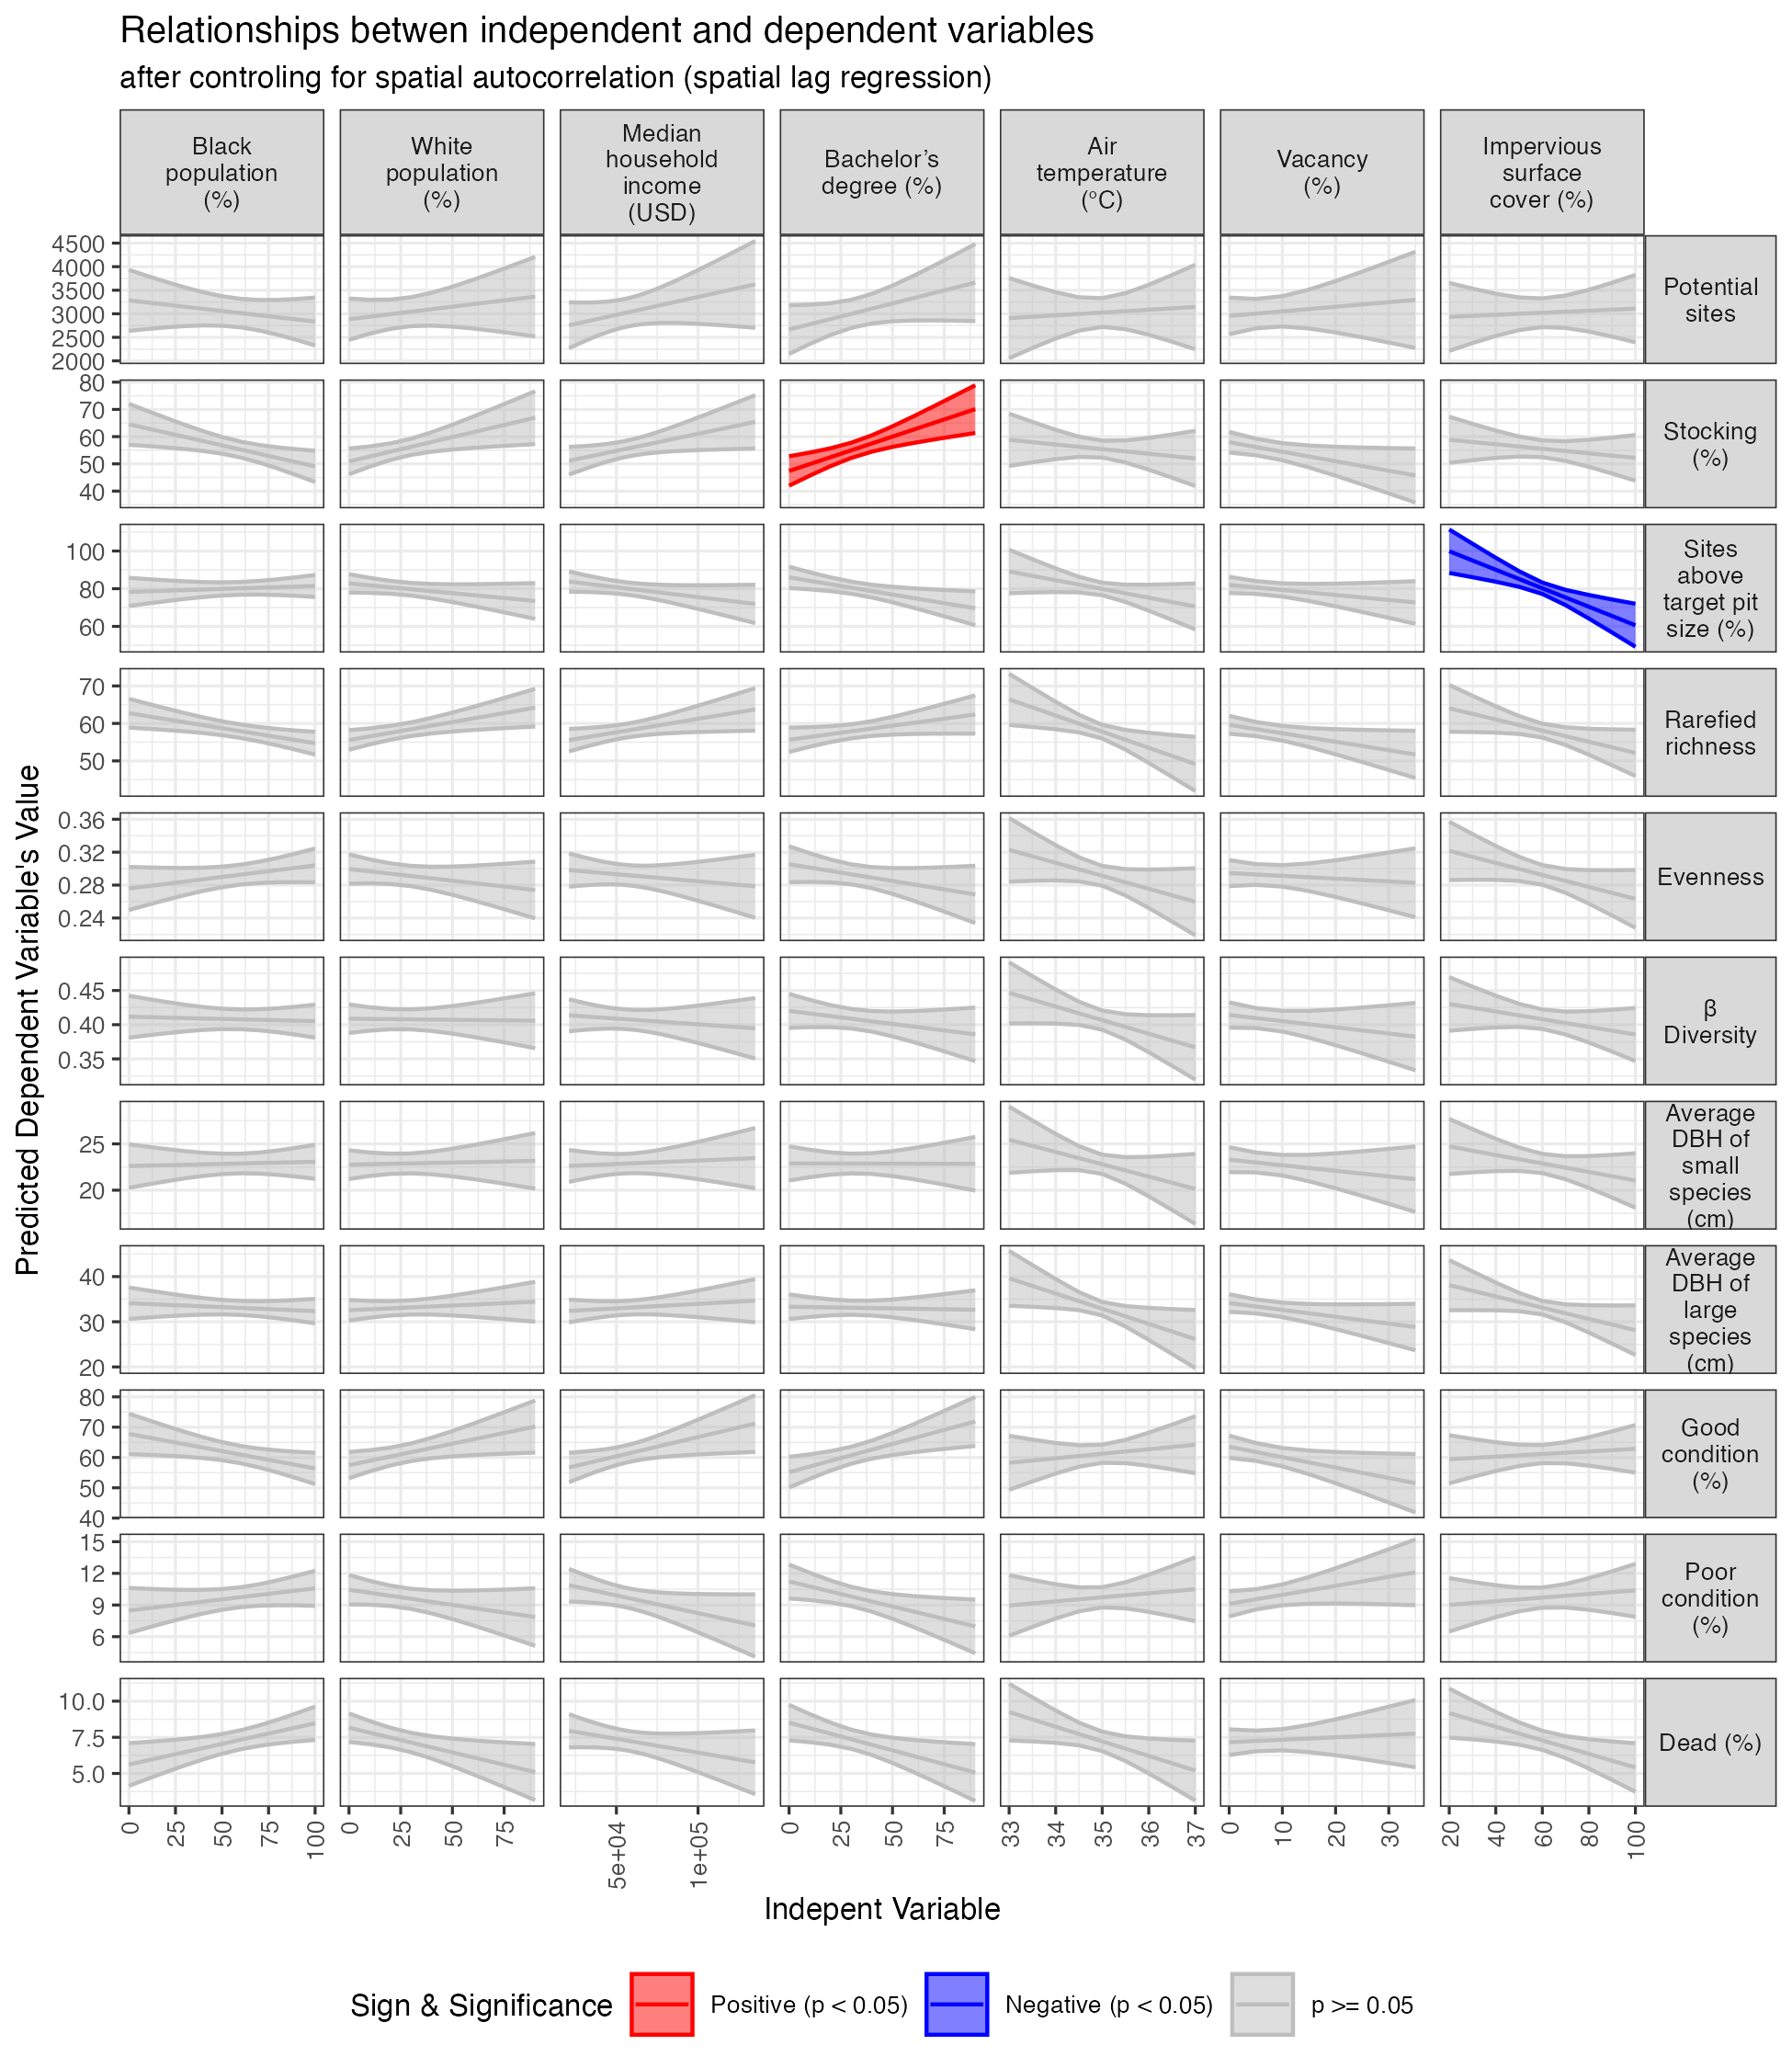 Relationships betwen independent and dependent variables
after controling for spatial autocorrelation (spatial lag regression)
Black
population
(%)
White
population
(%)
Median
household
income
(USD)
Bachelor's
degree (%)
Air
temperature
(°C)
Vacancy
(%)
Impervious
surface
cover (%)
4500
4000
3500
3000
2500
2000
Potential
sites
80
70
60
50
40
Stocking
(%)
100
80
60
Sites
above
target pit
size (%)
70
60
50
Rarefied
richness
0.36
0.32
0.28
0.24
Evenness
0.45
0.40
0.35
β
Diversity
25
20
Average
DBH of
small
species
(cm)
40
30
20
Average
DBH of
large
species
(cm)
80
70
60
50
40
Good
condition
(%)
15
12
9
6
Poor
condition
(%)
10.0
7.5
5.0
Dead (%)
Predicted Dependent Variable's Value
0 25 50 75 100
0 25 50 75
5e+04 1e+05
0 25 50 75
33 34 35 36 37
0 10 20 30
20 40 60 80 100
Indepent Variable
Sign & Significance
Positive (p < 0.05)
Negative (p < 0.05)
p >= 0.05